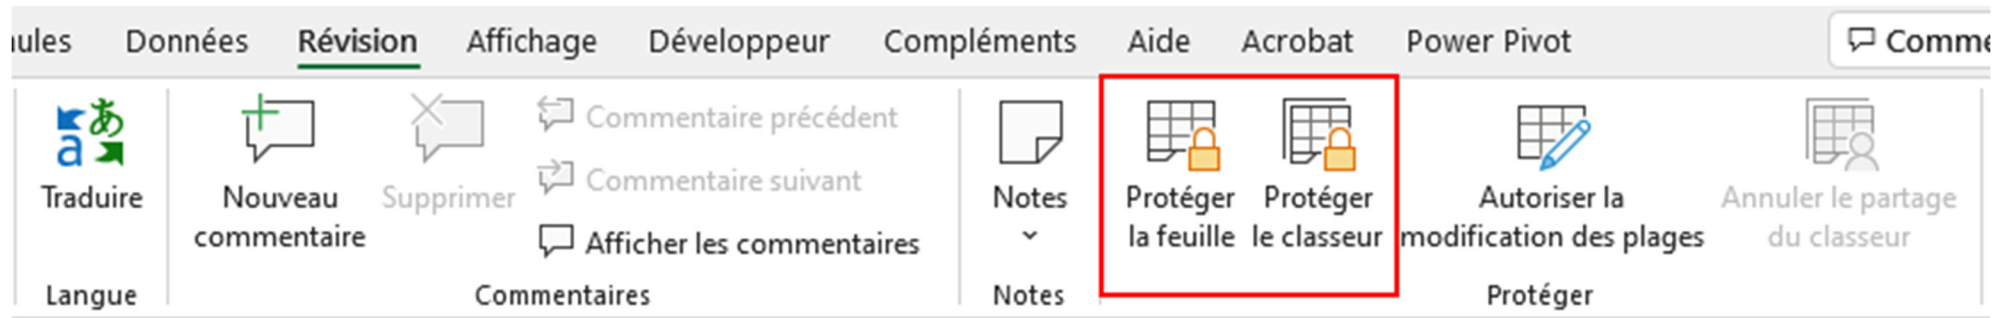 Données Révision Affichage Développeur Compléments Aide Acrobat Power Pivot
Traduire
Langue
Nouveau
commentaire
Supprimer
Commentaire précédent
Commentaire suivant
Afficher les commentaires
Commentaires
Notes
Notes
Protéger
la feuille
Protéger
le classeur
Autoriser la
modification des plages
Annuler le partage
du classeur
Protéger